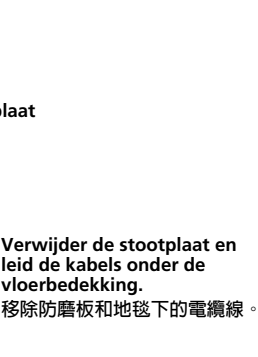 laat
Verwijder de stootplaat en
leid de kabels onder de
vloerbedekking.
移除防磨板和地毯下的電纜線。